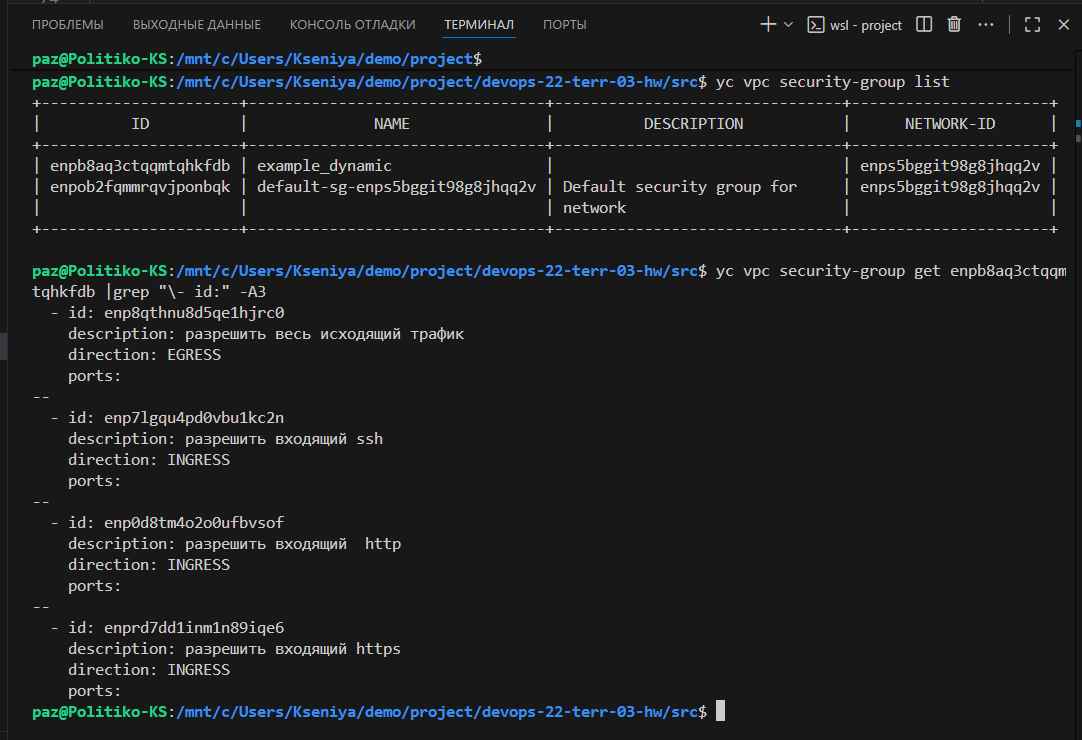 ПРОБЛЕМЫ ВЫХОДНЫЕ ДАННЫЕ КОНСОЛЬ ОТЛАДКИ ТЕРМИНАЛ ПОРТЫ wsl - project
paz@Politiko-KS:/mnt/c/Users/Kseniya/demo/project$
paz@Politiko-KS:/mnt/c/Users/Kseniya/demo/project/devops-22-terr-03-hw/src$ yc vpc security-group list
+----------------------+---------------------------------+--------------------------------+----------------------+
| ID | NAME | DESCRIPTION | NETWORK-ID |
+----------------------+---------------------------------+--------------------------------+----------------------+
| enpb8aq3ctqqmtqhkfdb | example_dynamic | | enps5bggit98g8jhqq2v |
| enpob2fqmmrqvjponbqk | default-sg-enps5bggit98g8jhqq2v | Default security group for | enps5bggit98g8jhqq2v |
| | | network | |
+----------------------+---------------------------------+--------------------------------+----------------------+
paz@Politiko-KS:/mnt/c/Users/Kseniya/demo/project/devops-22-terr-03-hw/src$ yc vpc security-group get enpb8aq3ctqqm
tqhkfdb |grep "\- id:" -A3
- id: enp8qthnu8d5qe1hjrc0
description: разрешить весь исходящий трафик
direction: EGRESS
ports:
--
- id: enp7lgqu4pd0vbu1kc2n
description: разрешить входящий ssh
direction: INGRESS
ports:
--
- id: enp0d8tm4o2o0ufbvsof
description: разрешить входящий  http
direction: INGRESS
ports:
--
- id: enprd7dd1inm1n89iqe6
description: разрешить входящий https
direction: INGRESS
ports:
paz@Politiko-KS:/mnt/c/Users/Kseniya/demo/project/devops-22-terr-03-hw/src$